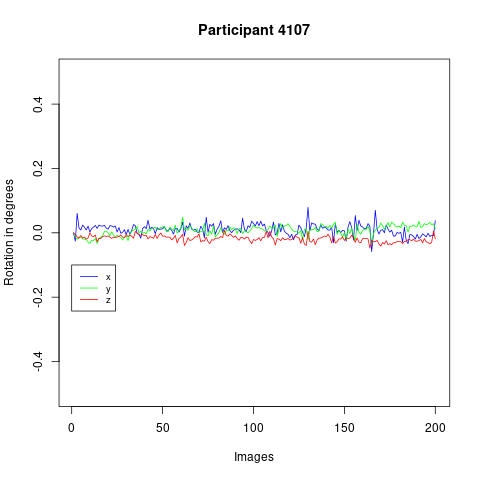 Participant 4107
Rotation in degrees
0.4
0.2
0.0
-0.2
-0.4
x
y
z
0 50 100 150 200
Images